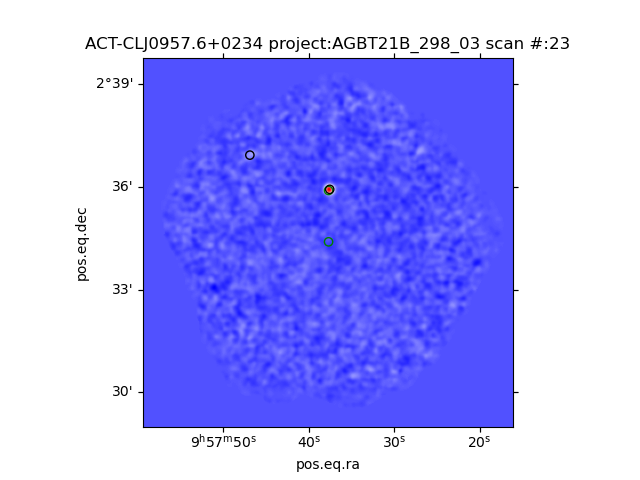 ACT-CLJ0957.6+0234 project:AGBT21B_298_03 scan #:23
2°39'
36'
33'
30'
pos.eq.dec
9ʰ57ᵐ50ˢ 40ˢ 30ˢ 20ˢ
pos.eq.ra